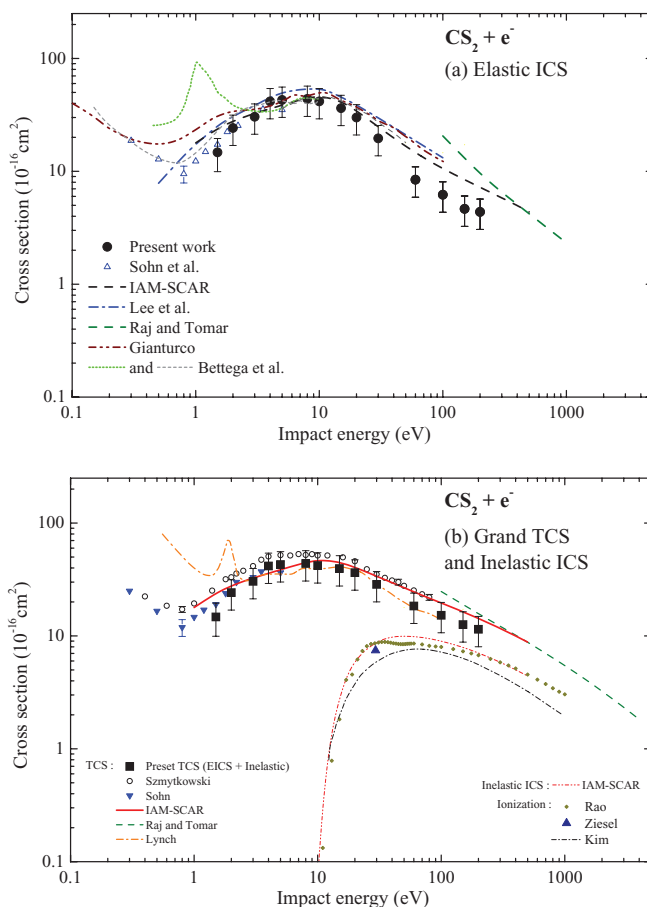 CS2 + e-
(a) Elastic ICS
100
10
1
0.1
Cross section (10-16cm2)
Present work
Sohn et al.
IAM-SCAR
Lee et al.
Raj and Tomar
Gianturco
and Bettega et al.
0.1 1 10 100 1000
Impact energy (eV)
CS2 + e-
(b) Grand TCS
and Inelastic ICS
100
10
1
0.1
Cross section (10-16cm2)
TCS : Preset TCS (EICS + Inelastic)
Szmytkowski
Sohn
IAM-SCAR
Raj and Tomar
Lynch
Inelastic ICS : IAM-SCAR
Ionization : Rao
Ziesel
Kim
0.1 1 10 100 1000
Impact energy (eV)